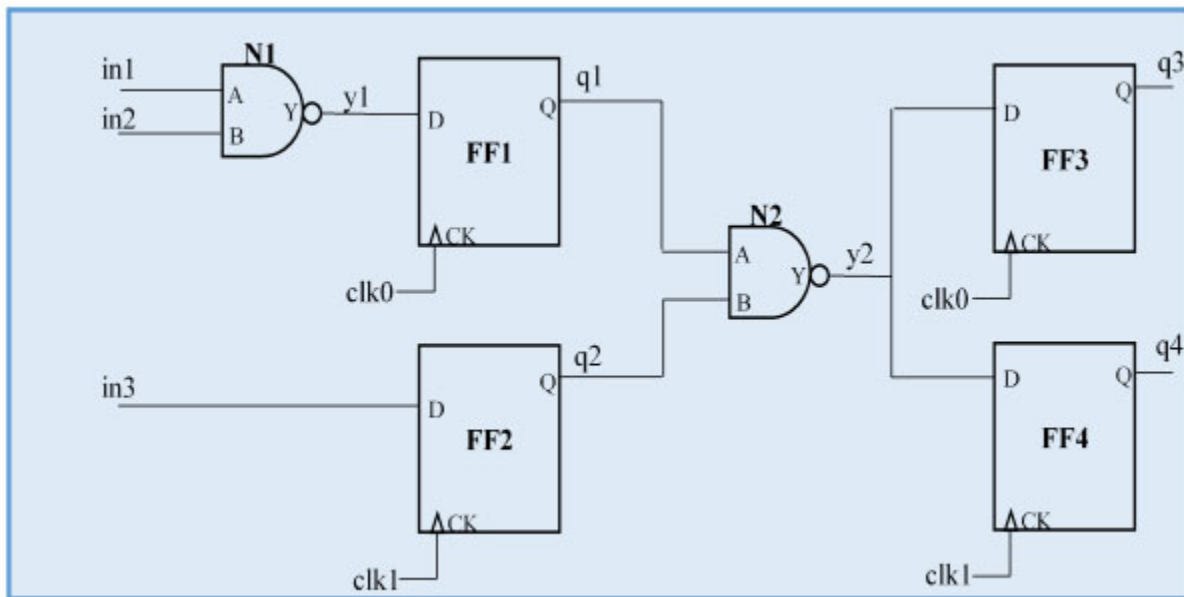 N1
in1
A
Y
y1
in2
B
D
Q
q1
FF1
CK
clk0
in3
D
Q
q2
FF2
CK
clk1
N2
A
Y
y2
B
D
Q
q3
FF3
CK
clk0
D
Q
q4
FF4
CK
clk1